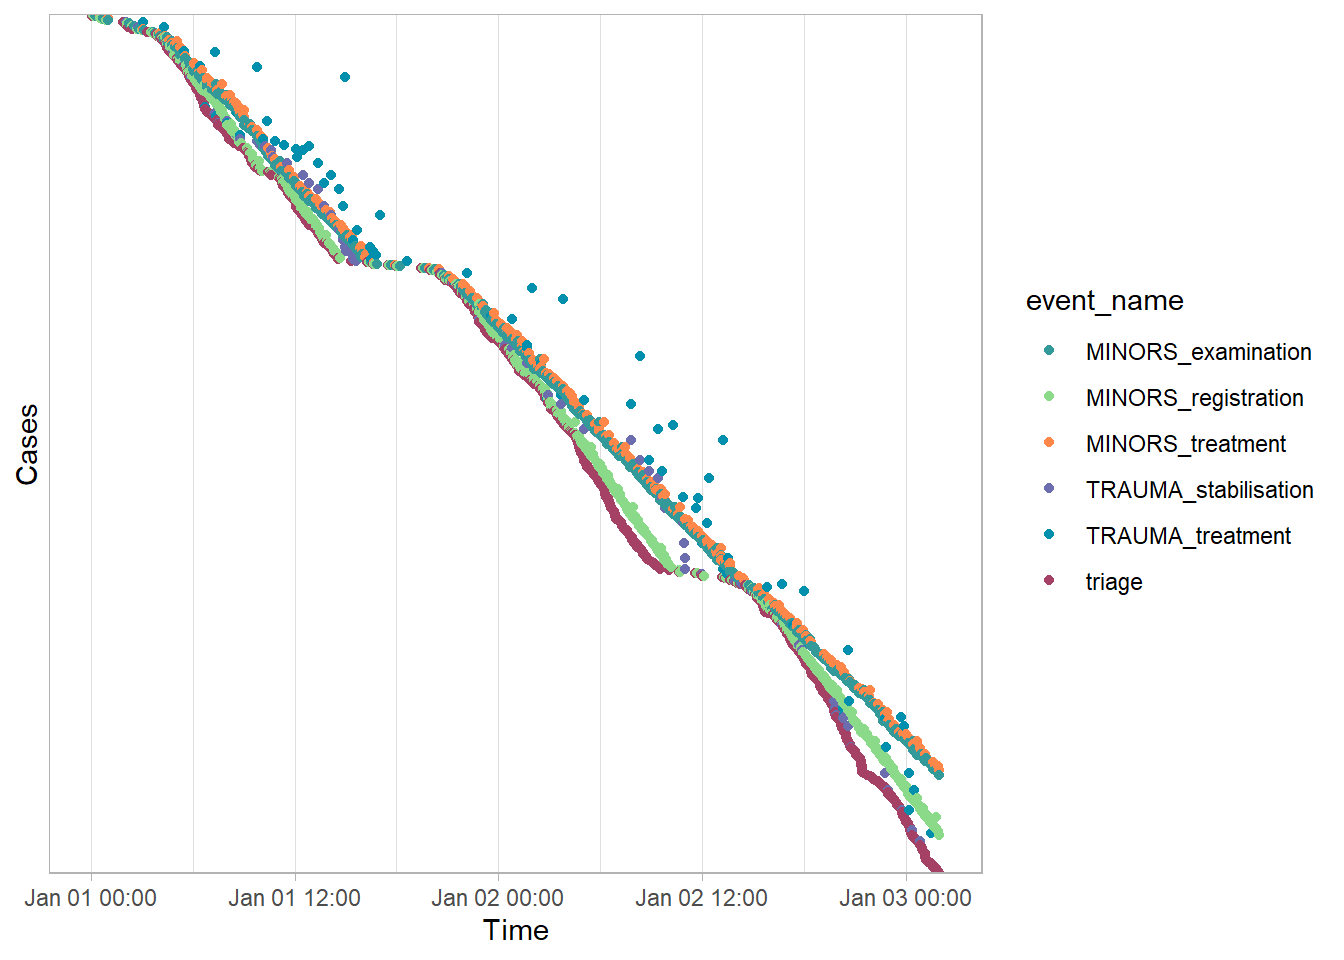 Cases
Jan 01 00:00
Jan 01 12:00
Jan 02 00:00
Jan 02 12:00
Jan 03 00:00
Time
event_name
MINORS_examination
MINORS_registration
MINORS_treatment
TRAUMA_stabilisation
TRAUMA_treatment
triage